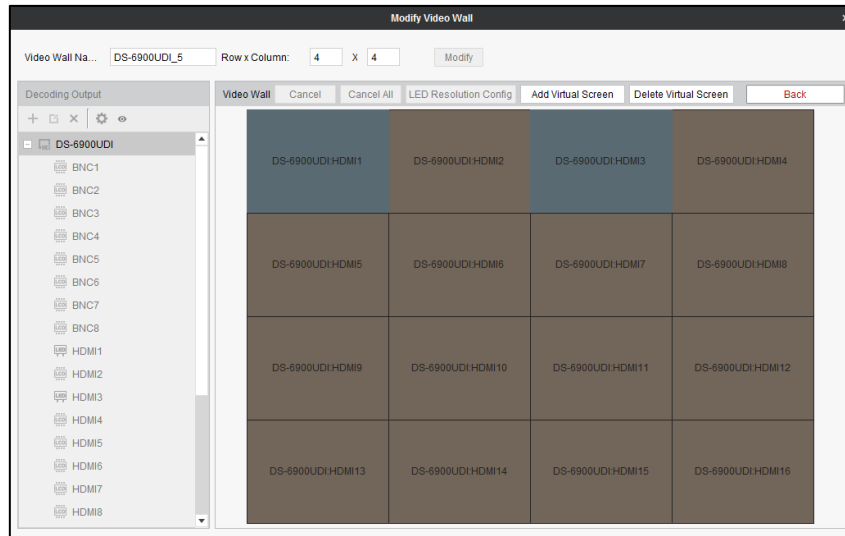 Modify Video Wall
Video Wall Na... DS-6900UDI_5 Row x Column: 4 X 4 Modify
Decoding Output
Video Wall Cancel Cancel All LED Resolution Config Add Virtual Screen Delete Virtual Screen Back
DS-6900UDI
BNC1
BNC2
BNC3
BNC4
BNC5
BNC6
BNC7
BNC8
HDMI1
HDMI2
HDMI3
HDMI4
HDMI5
HDMI6
HDMI7
HDMI8
DS-6900UDI:HDMI1 DS-6900UDI:HDMI2 DS-6900UDI:HDMI3 DS-6900UDI:HDMI4
DS-6900UDI:HDMI5 DS-6900UDI:HDMI6 DS-6900UDI:HDMI7 DS-6900UDI:HDMI8
DS-6900UDI:HDMI9 DS-6900UDI:HDMI10 DS-6900UDI:HDMI11 DS-6900UDI:HDMI12
DS-6900UDI:HDMI13 DS-6900UDI:HDMI14 DS-6900UDI:HDMI15 DS-6900UDI:HDMI16